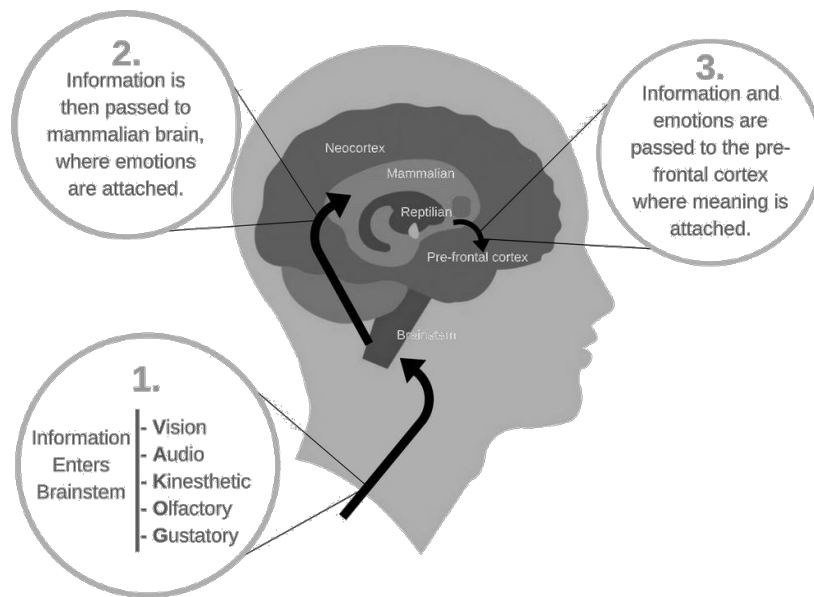 2.
Information is
then passed to
mammalian brain,
where emotions
are attached.
3.
Information and
emotions are
passed to the pre-
frontal cortex
where meaning is
attached.
Neocortex
Mammalian
Reptilian
Pre-frontal cortex
Brainstem
1.
Information
Enters
Brainstem
- Vision
- Audio
- Kinesthetic
- Olfactory
- Gustatory